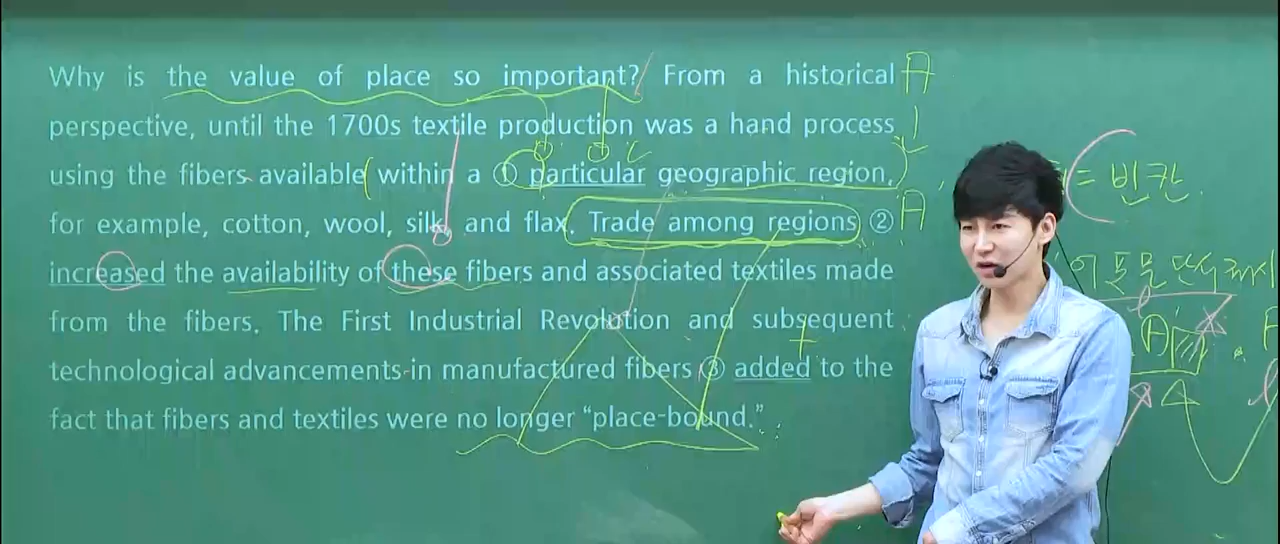 Why is the value of place so important? From a historical A
perspective, until the 1700s textile production was a hand process
using the fibers available (within a ① particular geographic region,)
for example, cotton, wool, silk, and flax. Trade among regions ② A
increased the availability of these fibers and associated textiles made
from the fibers. The First Industrial Revolution and subsequent
technological advancements in manufactured fibers ③ added to the
fact that fibers and textiles were no longer “place-bound.”
= 빈칸
A